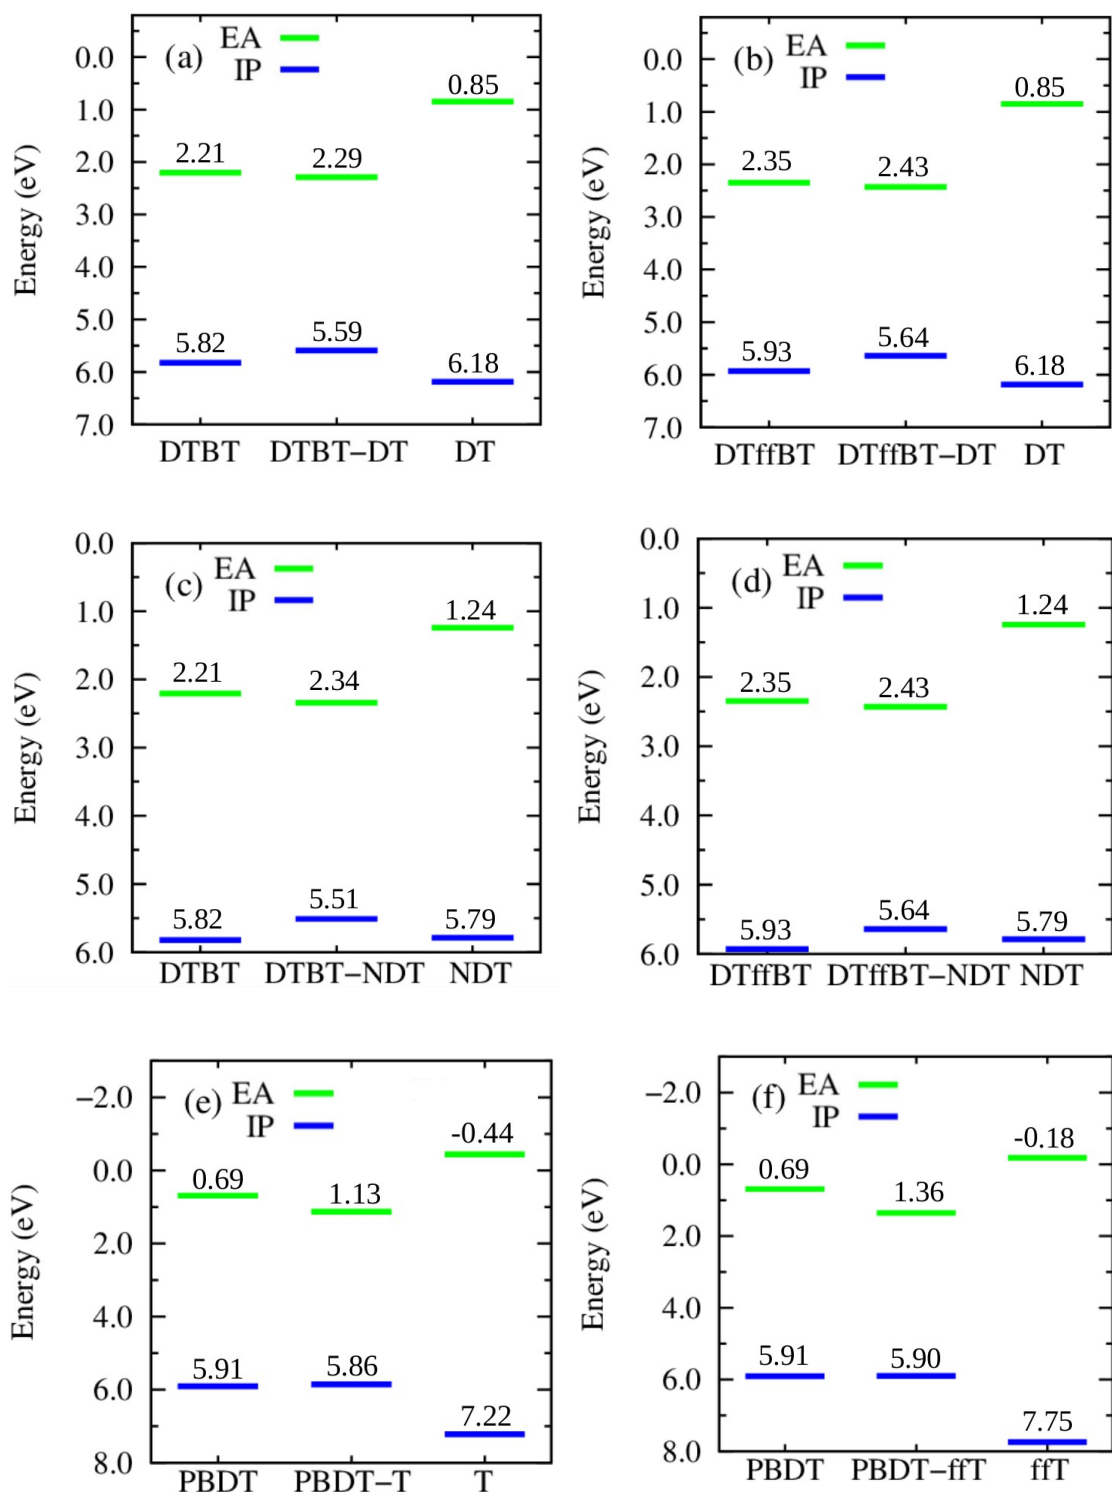 (a)
EA
IP
0.0
1.0
2.0
3.0
4.0
5.0
6.0
7.0
Energy (eV)
0.85
2.21
2.29
5.82
5.59
6.18
DTBT
DTBT–DT
DT
(b)
EA
IP
0.0
1.0
2.0
3.0
4.0
5.0
6.0
7.0
Energy (eV)
0.85
2.35
2.43
5.93
5.64
6.18
DTffBT
DTffBT–DT
DT
(c)
EA
IP
0.0
1.0
2.0
3.0
4.0
5.0
6.0
Energy (eV)
1.24
2.21
2.34
5.82
5.51
5.79
DTBT
DTBT–NDT
NDT
(d)
EA
IP
0.0
1.0
2.0
3.0
4.0
5.0
6.0
Energy (eV)
1.24
2.35
2.43
5.93
5.64
5.79
DTffBT
DTffBT–NDT
NDT
(e)
EA
IP
−2.0
0.0
2.0
4.0
6.0
8.0
Energy (eV)
-0.44
0.69
1.13
5.91
5.86
7.22
PBDT
PBDT–T
T
(f)
EA
IP
−2.0
0.0
2.0
4.0
6.0
8.0
Energy (eV)
-0.18
0.69
1.36
5.91
5.90
7.75
PBDT
PBDT–ffT
ffT